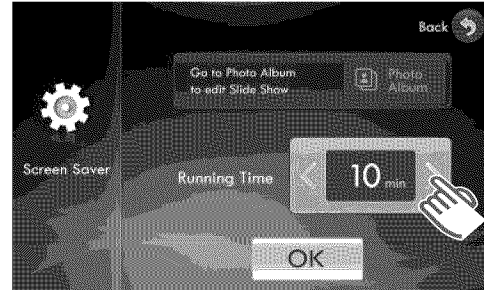 Back
Go to Photo Album
to edit Slide Show
Photo
Album
Screen Saver
Running Time
10 min
OK